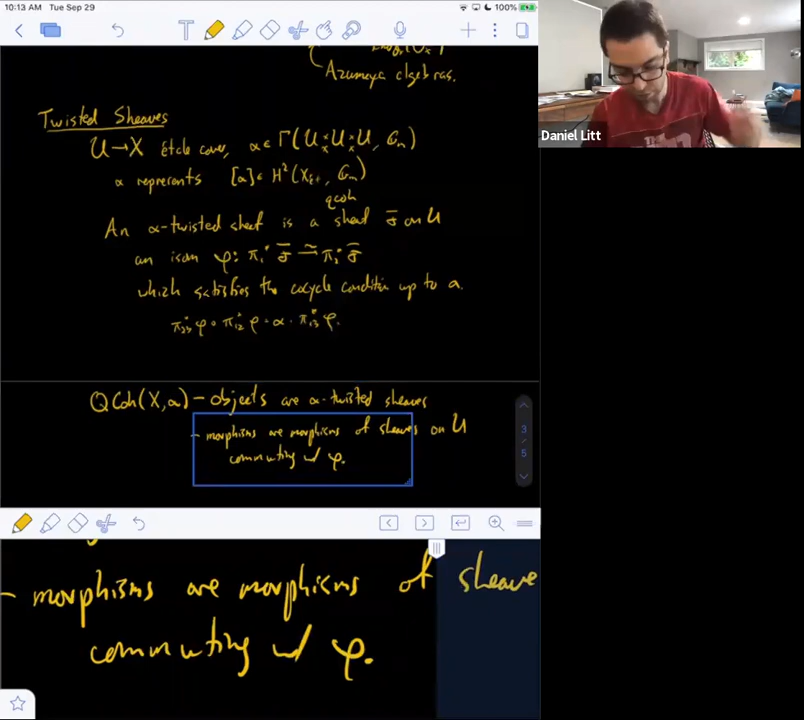 10:13 AM Tue Sep 29
100%
Azumaya algebras.
Daniel Litt
Twisted Sheaves
U→X étale cover, α∈Γ(U×ₓU×ₓU, 𝔾ₘ)
α represents [α]∈H²(Xₑₜ, 𝔾ₘ)
qcoh
An α-twisted sheaf is a sheaf F on U
an isom φ: π₁*F ≃ π₂*F
which satisfies the cocycle condition up to α.
π₂₃*φ∘π₁₂*φ = α·π₁₃*φ.
QCoh(X,α) – objects are α-twisted sheaves
– morphisms are morphisms of sheaves on U
commuting w/ φ.
3
/
5
– morphisms are morphisms of sheave
commuting w/ φ.